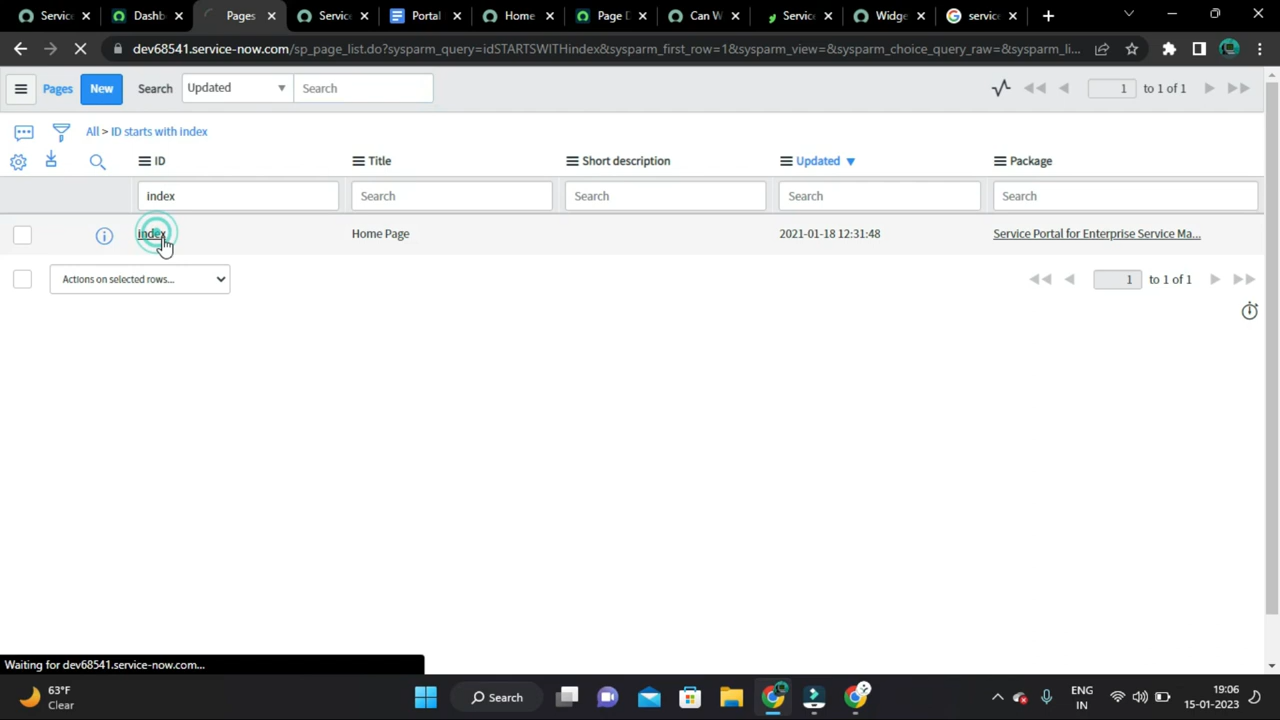 Service
Dashb
Pages
Service
Portal
Home
Page D
Can W
Service
Widge
service
dev68541.service-now.com/sp_page_list.do?sysparm_query=idSTARTSWITHindex&sysparm_first_row=1&sysparm_view=&sysparm_choice_query_raw=&sysparm_li...
Pages New Search Updated Search 1 to 1 of 1
All > ID starts with index
ID Title Short description Updated Package
index Search Search Search Search
index Home Page 2021-01-18 12:31:48 Service Portal for Enterprise Service Ma...
Actions on selected rows... 1 to 1 of 1
Waiting for dev68541.service-now.com...
63°F
Clear
Search
ENG
IN
19:06
15-01-2023